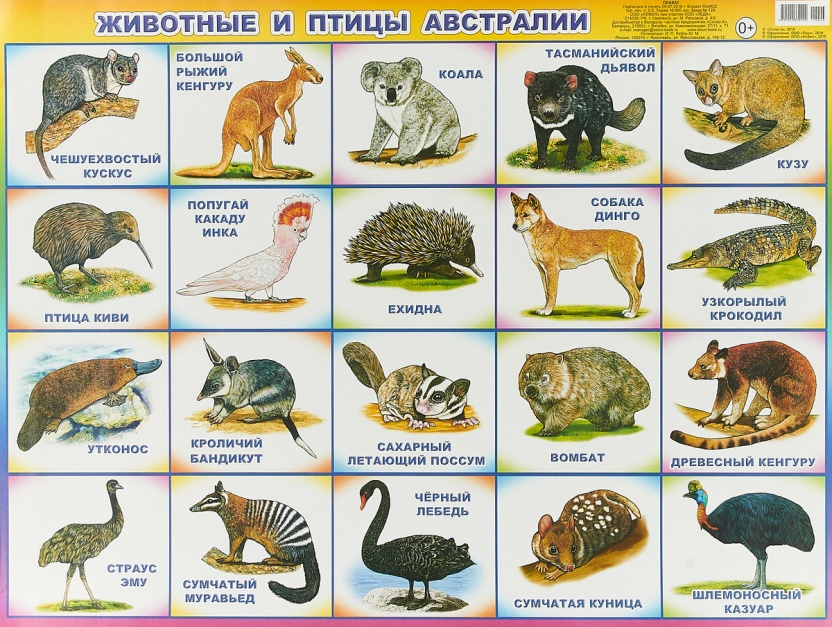 ЖИВОТНЫЕ И ПТИЦЫ АВСТРАЛИИ
0+
ЧЕШУЕХВОСТЫЙ
КУСКУС
БОЛЬШОЙ
РЫЖИЙ
КЕНГУРУ
КОАЛА
ТАСМАНИЙСКИЙ
ДЬЯВОЛ
КУЗУ
ПТИЦА КИВИ
ПОПУГАЙ
КАКАДУ
ИНКА
ЕХИДНА
СОБАКА
ДИНГО
УЗКОРЫЛЫЙ
КРОКОДИЛ
УТКОНОС
КРОЛИЧИЙ
БАНДИКУТ
САХАРНЫЙ
ЛЕТАЮЩИЙ ПОССУМ
ВОМБАТ
ДРЕВЕСНЫЙ КЕНГУРУ
СТРАУС
ЭМУ
СУМЧАТЫЙ
МУРАВЬЕД
ЧЁРНЫЙ
ЛЕБЕДЬ
СУМЧАТАЯ КУНИЦА
ШЛЕМОНОСНЫЙ
КАЗУАР